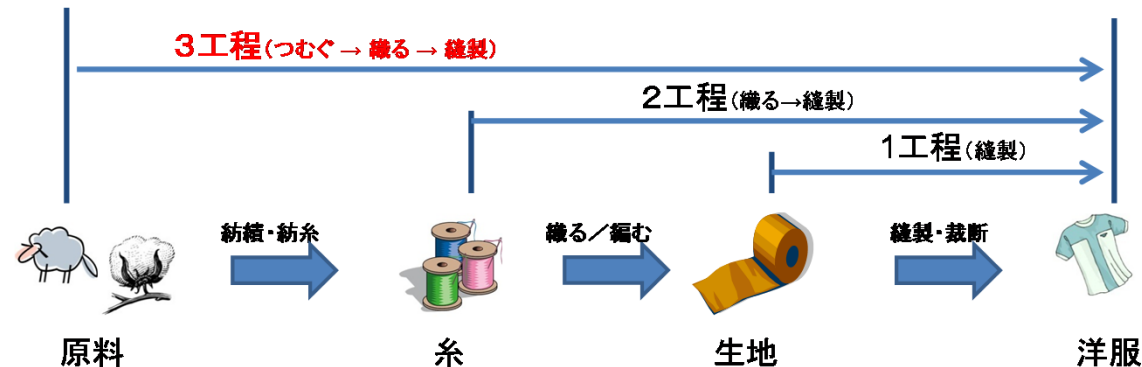 3工程(つむぐ → 織る → 縫製)
2工程(織る→縫製)
1工程(縫製)
紡績・紡糸
織る/編む
縫製・裁断
原料
糸
生地
洋服